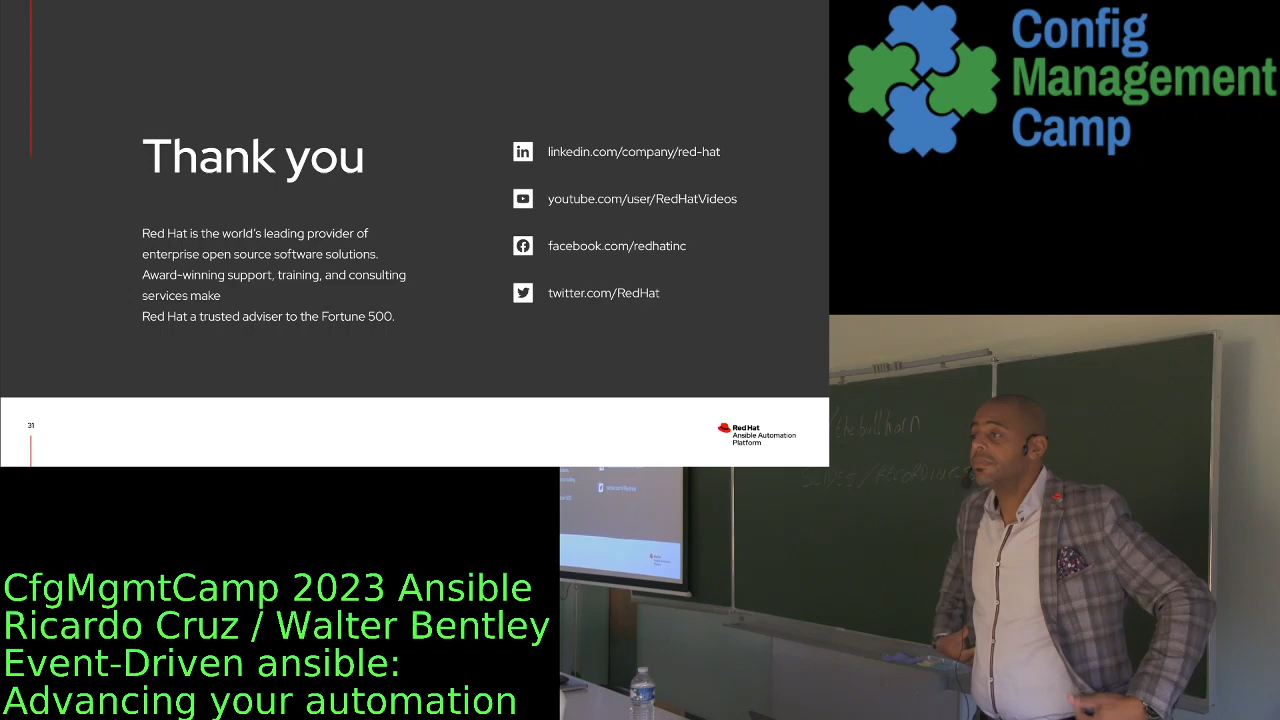 Thank you
Red Hat is the world's leading provider of
enterprise open source software solutions.
Award-winning support, training, and consulting
services make
Red Hat a trusted adviser to the Fortune 500.
linkedin.com/company/red-hat
youtube.com/user/RedHatVideos
facebook.com/redhatinc
twitter.com/RedHat
31
Red Hat
Ansible Automation
Platform
Config
Management
Camp
thebullhorn
CfgMgmtCamp 2023 Ansible
Ricardo Cruz / Walter Bentley
Event-Driven ansible:
Advancing your automation